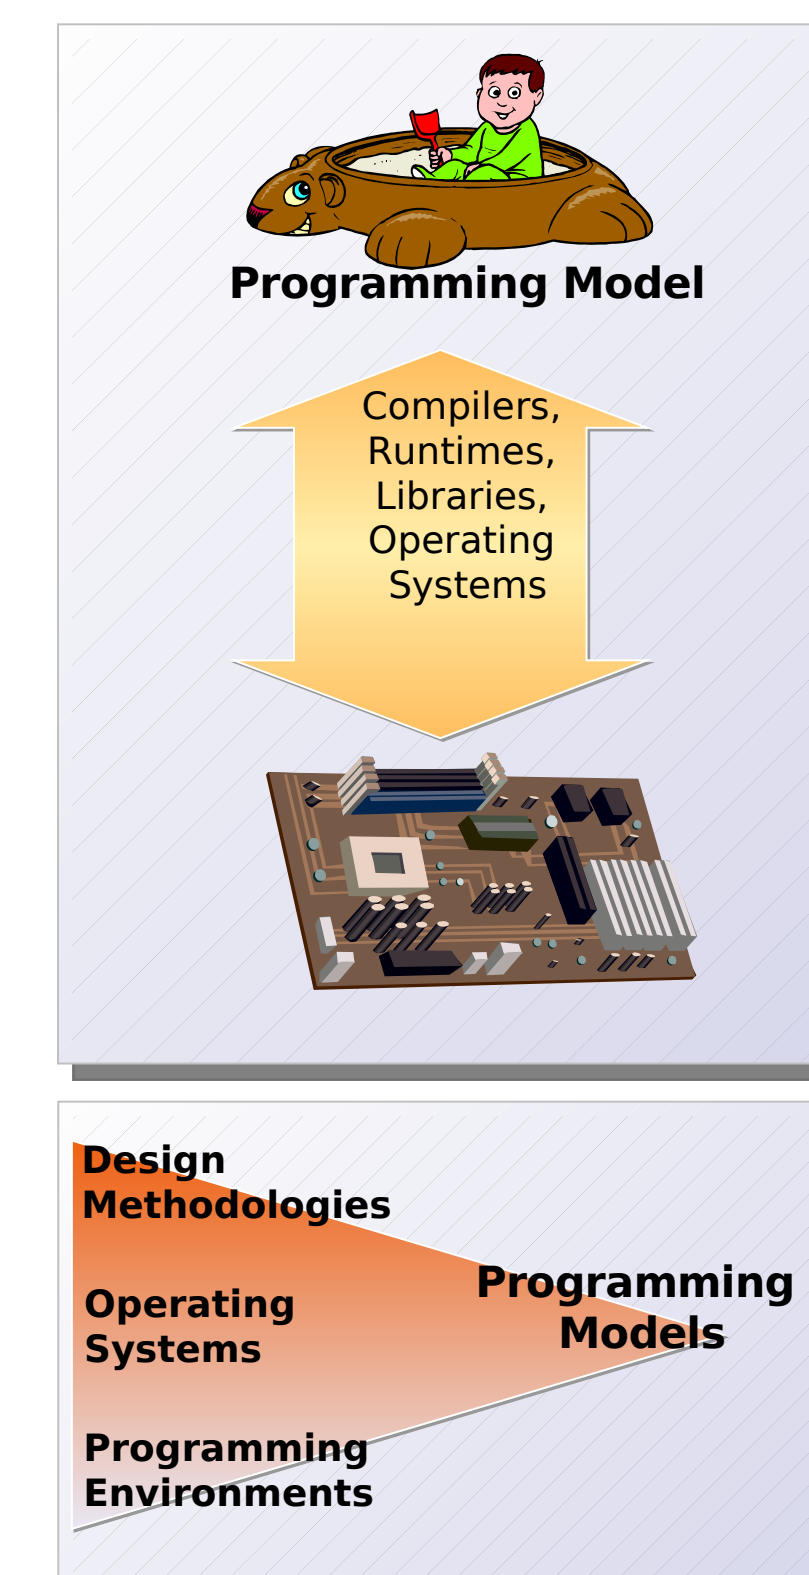 Programming Model
Compilers,
Runtimes,
Libraries,
Operating
Systems
Design
Methodologies
Operating
Systems
Programming
Environments
Programming
Models